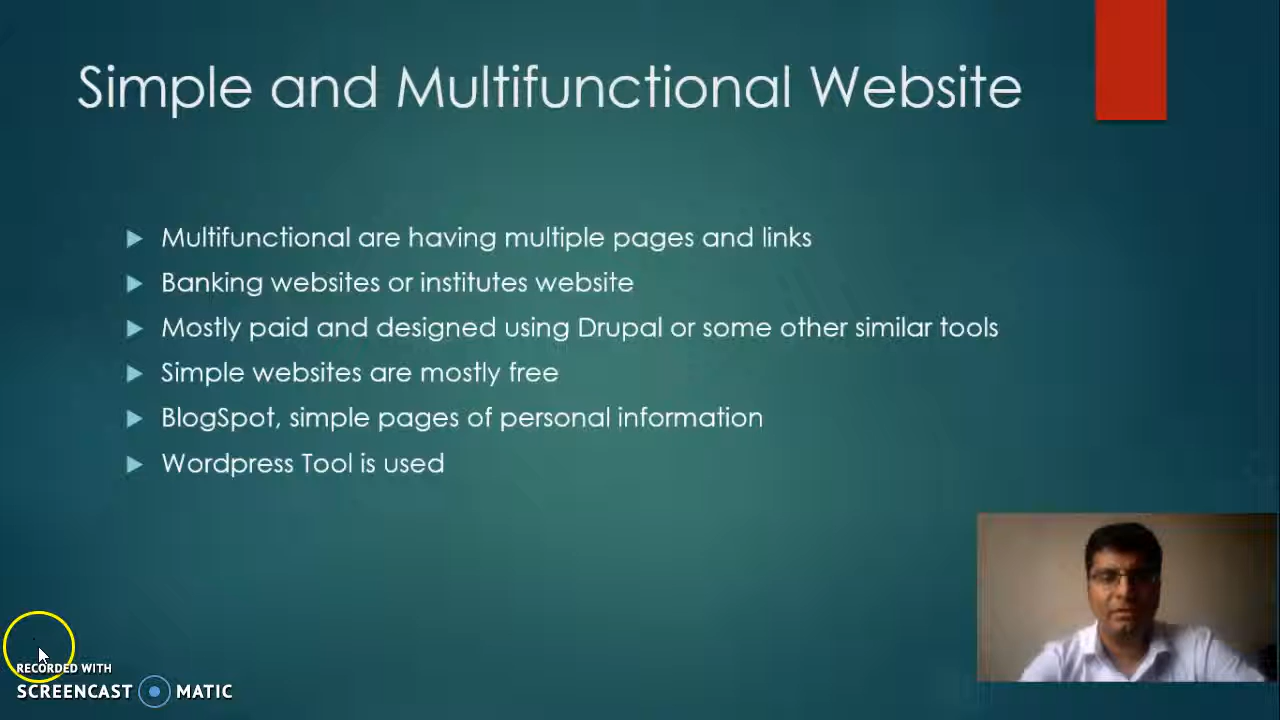 Simple and Multifunctional Website
Multifunctional are having multiple pages and links
Banking websites or institutes website
Mostly paid and designed using Drupal or some other similar tools
Simple websites are mostly free
BlogSpot, simple pages of personal information
Wordpress Tool is used
RECORDED WITH
SCREENCAST MATIC